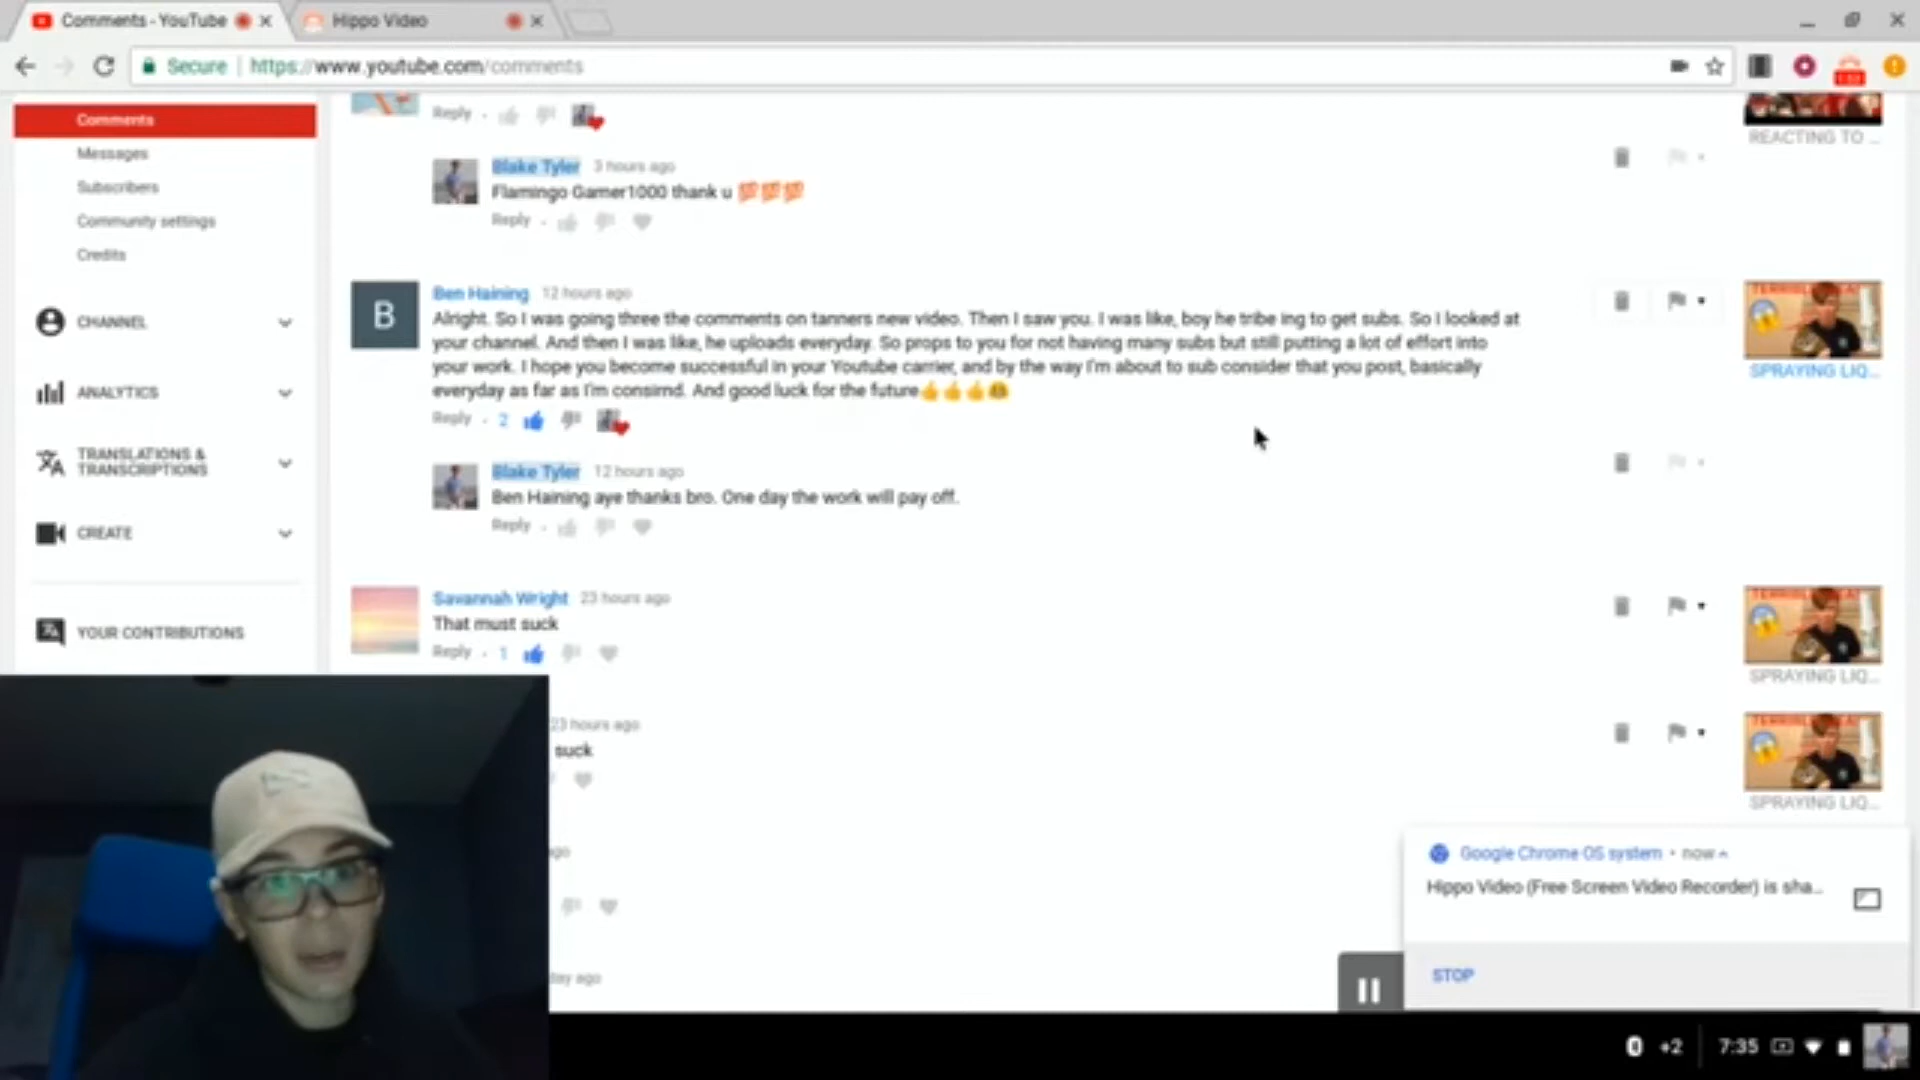 Comments - YouTube
Hippo Video
Secure | https://www.youtube.com/comments
Comments
Messages
Subscribers
Community settings
Credits
CHANNEL
ANALYTICS
TRANSLATIONS &
TRANSCRIPTIONS
CREATE
YOUR CONTRIBUTIONS
Reply
REACTING TO ...
Blake Tyler 3 hours ago
Flamingo Gamer1000 thank u 💯💯💯
Reply
B
Ben Haining 12 hours ago
Alright. So I was going three the comments on tanners new video. Then I saw you. I was like, boy he tribe ing to get subs. So I looked at
your channel. And then I was like, he uploads everyday. So props to you for not having many subs but still putting a lot of effort into
your work. I hope you become successful in your Youtube carrier, and by the way I'm about to sub consider that you post, basically
everyday as far as I'm consirnd. And good luck for the future
Reply 2
SPRAYING LIQ...
Blake Tyler 12 hours ago
Ben Haining aye thanks bro. One day the work will pay off.
Reply
Savannah Wright 23 hours ago
That must suck
Reply 1
SPRAYING LIQ...
23 hours ago
suck
SPRAYING LIQ...
ago
day ago
Google Chrome OS system • now
Hippo Video (Free Screen Video Recorder) is sha...
STOP
0 +2 7:35